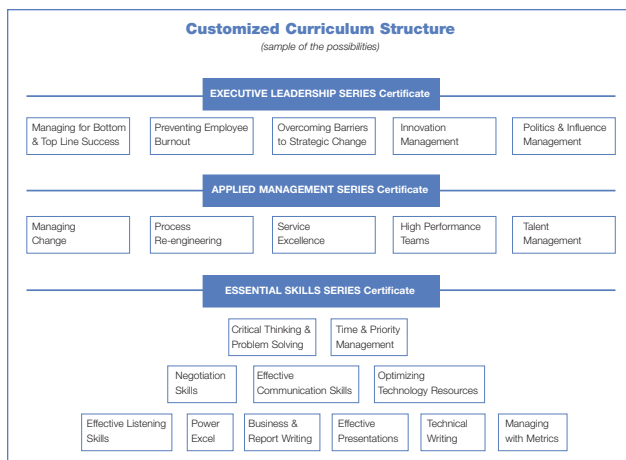 Customized Curriculum Structure
(sample of the possibilities)
EXECUTIVE LEADERSHIP SERIES Certificate
Managing for Bottom
& Top Line Success
Preventing Employee
Burnout
Overcoming Barriers
to Strategic Change
Innovation
Management
Politics & Influence
Management
APPLIED MANAGEMENT SERIES Certificate
Managing
Change
Process
Re-engineering
Service
Excellence
High Performance
Teams
Talent
Management
ESSENTIAL SKILLS SERIES Certificate
Critical Thinking &
Problem Solving
Time & Priority
Management
Negotiation
Skills
Effective
Communication Skills
Optimizing
Technology Resources
Effective Listening
Skills
Power
Excel
Business &
Report Writing
Effective
Presentations
Technical
Writing
Managing
with Metrics